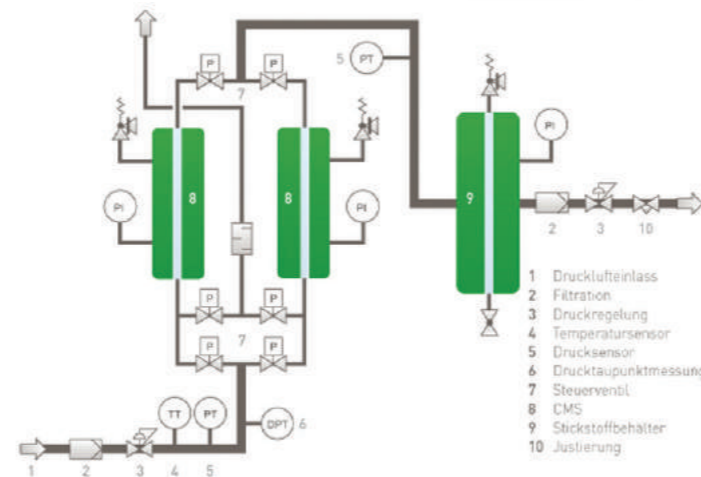 P P
5 PT
7
PI
8
8
PI
9
PI
2 3 10
P P
7
P P
TT PT DPT 6
1 2 3 4 5
1 Drucklufteinlass
2 Filtration
3 Druckregelung
4 Temperatursensor
5 Drucksensor
6 Drucktaupunktmessung
7 Steuerventil
8 CMS
9 Stickstoffbehälter
10 Justierung